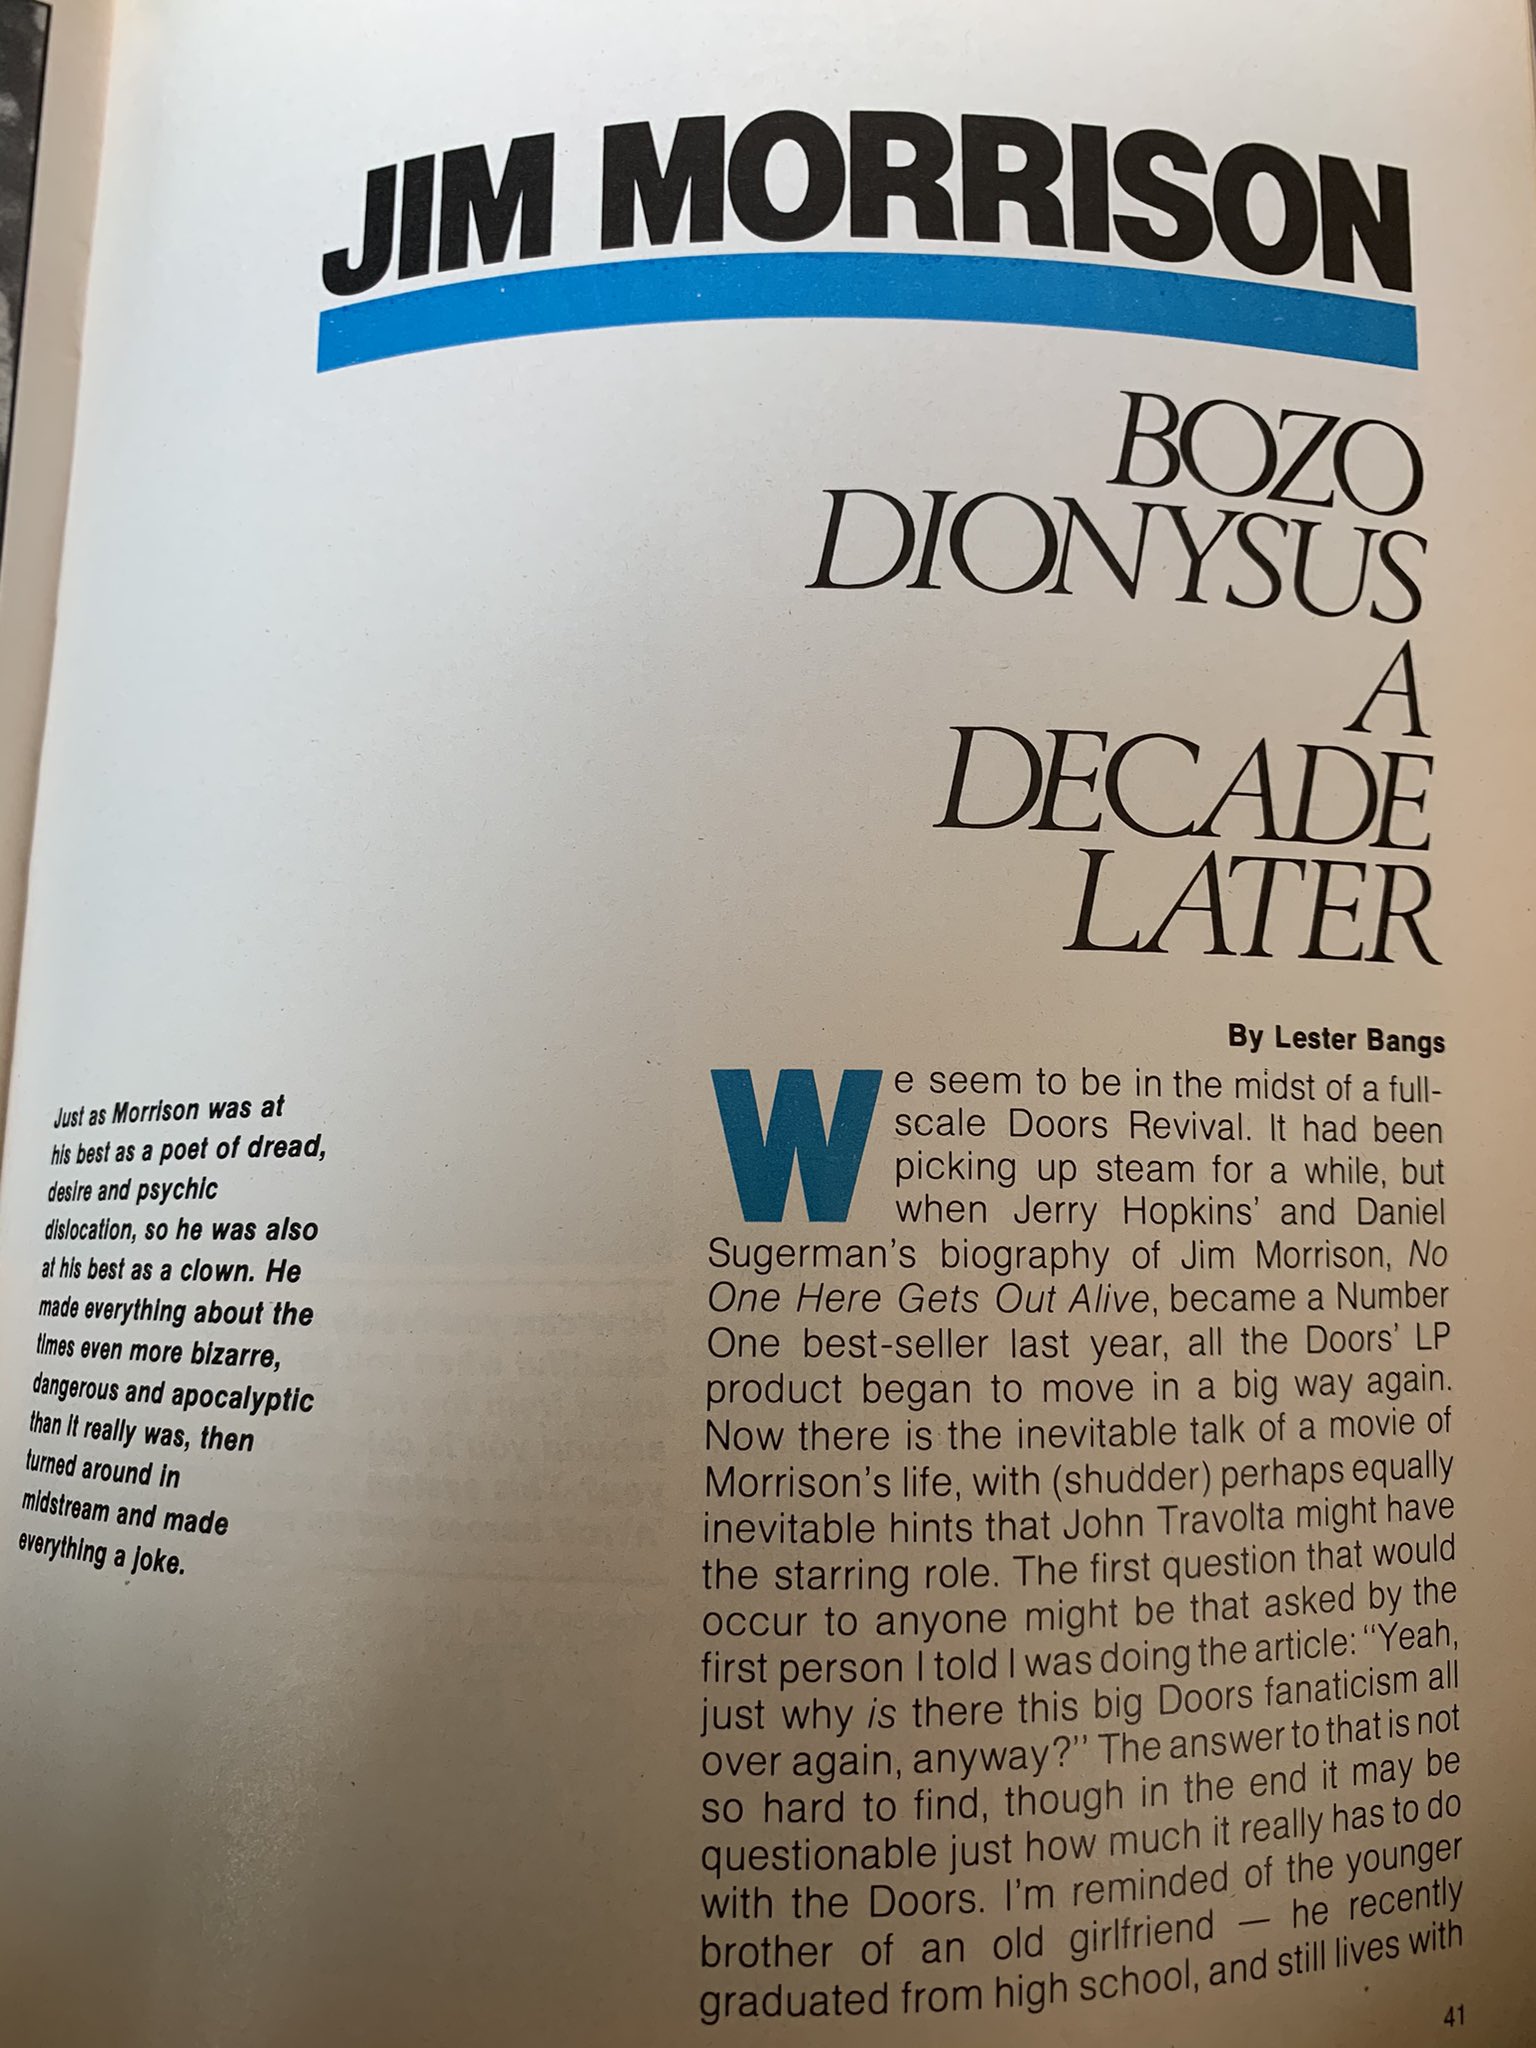 JIM MORRISON
BOZO
DIONYSUS
A
DECADE
LATER
By Lester Bangs
Just as Morrison was at
his best as a poet of dread,
desire and psychic
dislocation, so he was also
at his best as a clown. He
made everything about the
times even more bizarre,
dangerous and apocalyptic
than it really was, then
turned around in
midstream and made
everything a joke.
We seem to be in the midst of a full-
scale Doors Revival. It had been
picking up steam for a while, but
when Jerry Hopkins' and Daniel
Sugerman's biography of Jim Morrison, No
One Here Gets Out Alive, became a Number
One best-seller last year, all the Doors' LP
product began to move in a big way again.
Now there is the inevitable talk of a movie of
Morrison's life, with (shudder) perhaps equally
inevitable hints that John Travolta might have
the starring role. The first question that would
occur to anyone might be that asked by the
first person I told I was doing the article: "Yeah,
just why is there this big Doors fanaticism all
over again, anyway?" The answer to that is not
so hard to find, though in the end it may be
questionable just how much it really has to do
with the Doors. I'm reminded of the younger
brother of an old girlfriend — he recently
graduated from high school, and still lives with
41